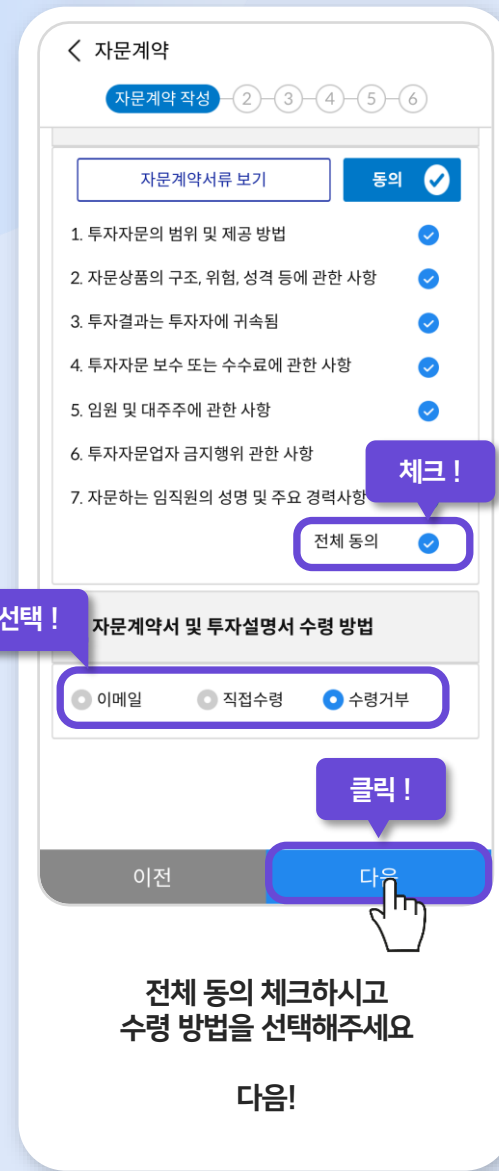 자문계약
자문계약 작성 2 3 4 5 6
자문계약서류 보기 동의
1. 투자자문의 범위 및 제공 방법
2. 자문상품의 구조, 위험, 성격 등에 관한 사항
3. 투자결과는 투자자에 귀속됨
4. 투자자문 보수 또는 수수료에 관한 사항
5. 임원 및 대주주에 관한 사항
6. 투자자문업자 금지행위 관한 사항
체크 !
7. 자문하는 임직원의 성명 및 주요 경력사항
전체 동의
선택 !
자문계약서 및 투자설명서 수령 방법
이메일 직접수령 수령거부
클릭 !
이전 다음
전체 동의 체크하시고
수령 방법을 선택해주세요
다음!